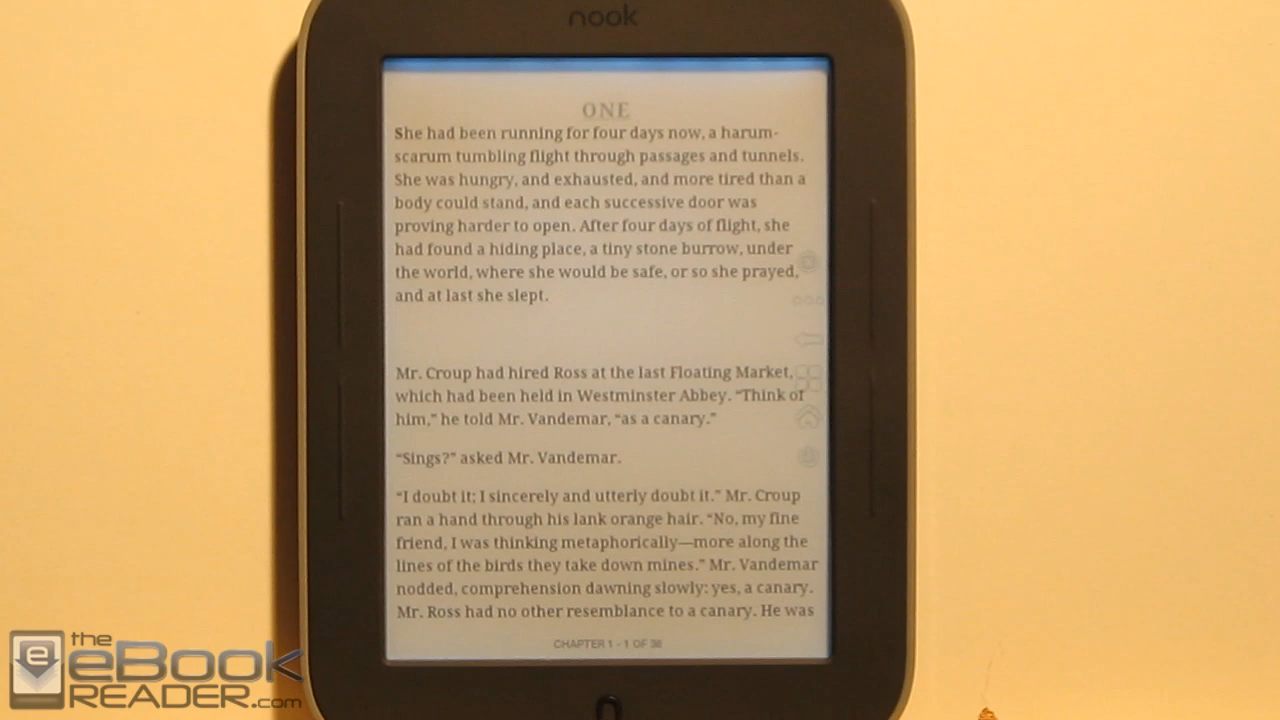 nook
ONE
She had been running for four days now, a harum-
scarum tumbling flight through passages and tunnels.
She was hungry, and exhausted, and more tired than a
body could stand, and each successive door was
proving harder to open. After four days of flight, she
had found a hiding place, a tiny stone burrow, under
the world, where she would be safe, or so she prayed,
and at last she slept.
Mr. Croup had hired Ross at the last Floating Market,
which had been held in Westminster Abbey. “Think of
him,” he told Mr. Vandemar, “as a canary.”
“Sings?” asked Mr. Vandemar.
“I doubt it; I sincerely and utterly doubt it.” Mr. Croup
ran a hand through his lank orange hair. “No, my fine
friend, I was thinking metaphorically—more along the
lines of the birds they take down mines.” Mr. Vandemar
nodded, comprehension dawning slowly: yes, a canary.
Mr. Ross had no other resemblance to a canary. He was
CHAPTER 1 - 1 OF 38
the
eBook
READER.com